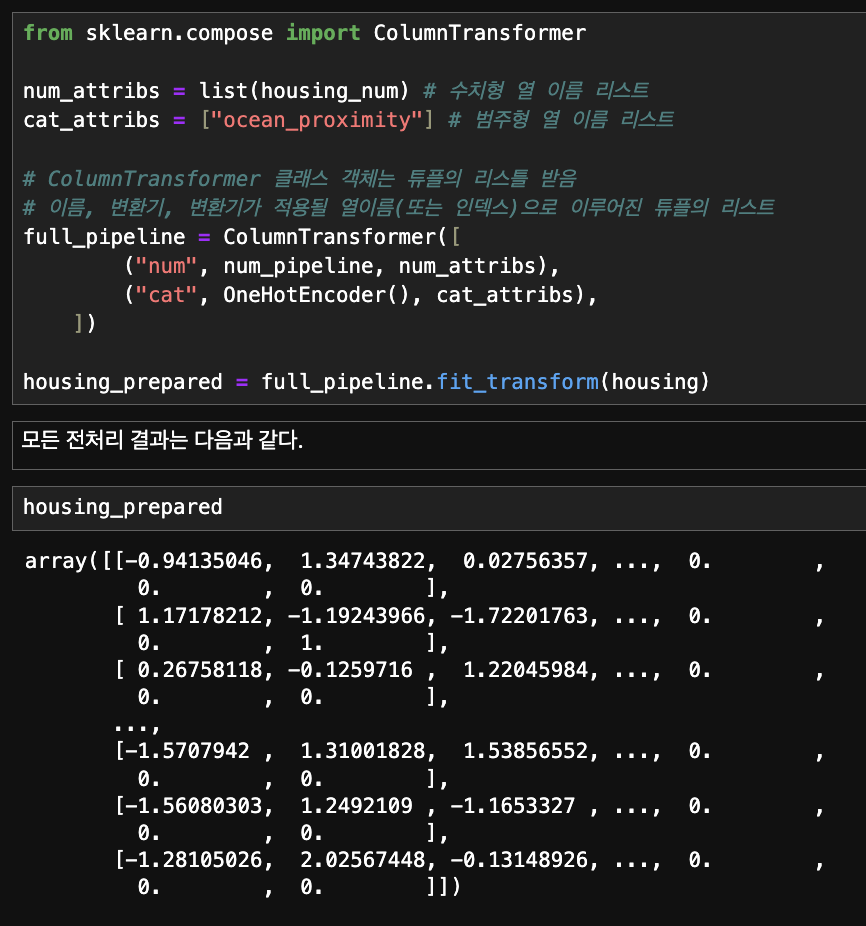 from sklearn.compose import ColumnTransformer
num_attribs = list(housing_num) # 수치형 열 이름 리스트
cat_attribs = ["ocean_proximity"] # 범주형 열 이름 리스트
# ColumnTransformer 클래스 객체는 튜플의 리스틀 받음
# 이름, 변환기, 변환기가 적용될 열이름(또는 인덱스)으로 이루어진 튜플의 리스트
full_pipeline = ColumnTransformer([
("num", num_pipeline, num_attribs),
("cat", OneHotEncoder(), cat_attribs),
])
housing_prepared = full_pipeline.fit_transform(housing)
모든 전처리 결과는 다음과 같다.
housing_prepared
array([[-0.94135046,  1.34743822,  0.02756357, ...,  0.        ,
0.        ,  0.        ],
[ 1.17178212, -1.19243966, -1.72201763, ...,  0.        ,
0.        ,  1.        ],
[ 0.26758118, -0.1259716 ,  1.22045984, ...,  0.        ,
0.        ,  0.        ],
...,
[-1.5707942 ,  1.31001828,  1.53856552, ...,  0.        ,
0.        ,  0.        ],
[-1.56080303,  1.2492109 , -1.1653327 , ...,  0.        ,
0.        ,  0.        ],
[-1.28105026,  2.02567448, -0.13148926, ...,  0.        ,
0.        ,  0.        ]])